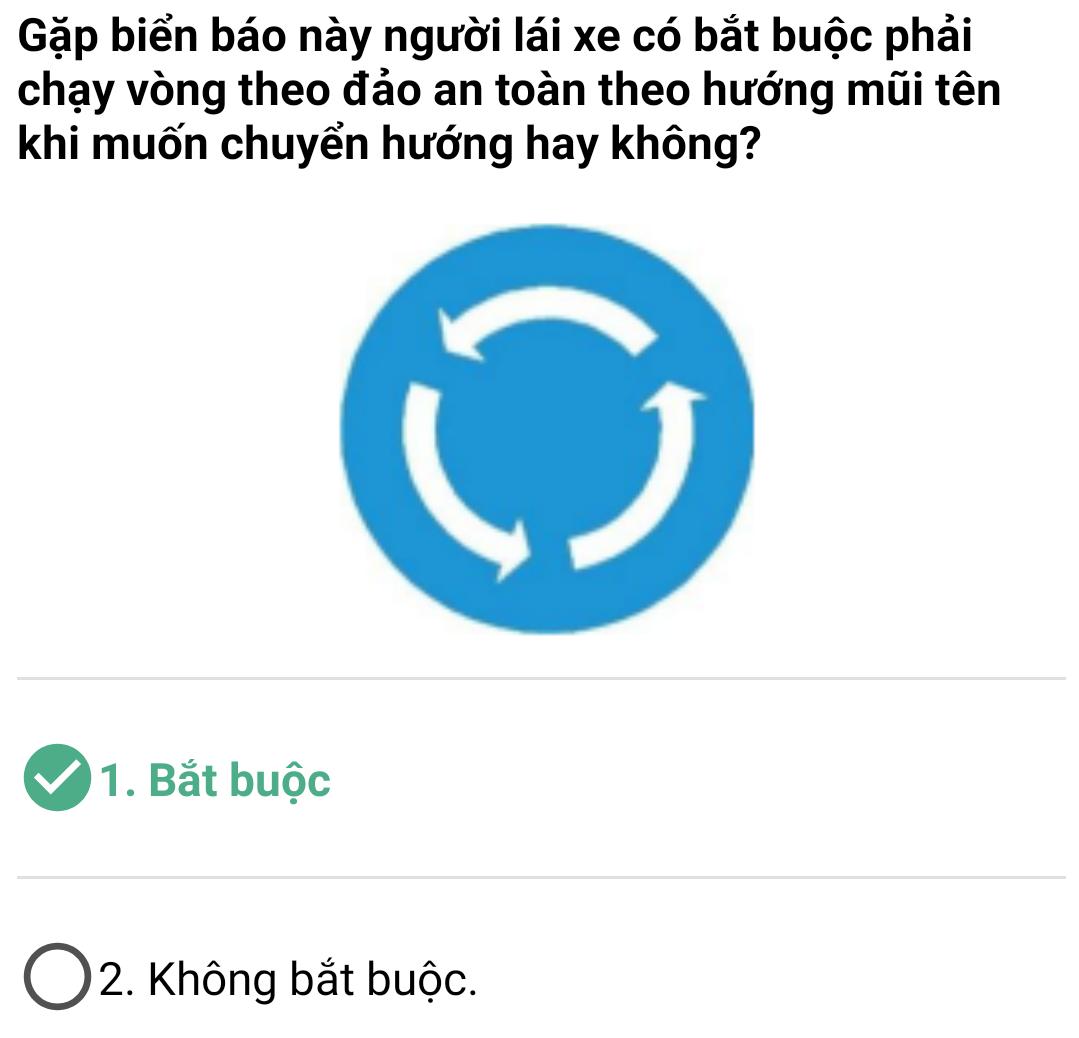 Gặp biển báo này người lái xe có bắt buộc phải
chạy vòng theo đảo an toàn theo hướng mũi tên
khi muốn chuyển hướng hay không?
1. Bắt buộc
2. Không bắt buộc.